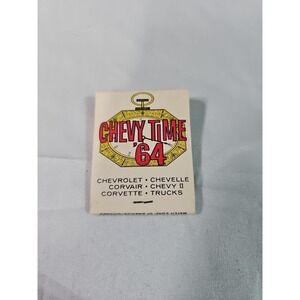 CHEVY TIME
'64
CHEVROLET • CHEVELLE
CORVAIR • CHEVY II
CORVETTE • TRUCKS